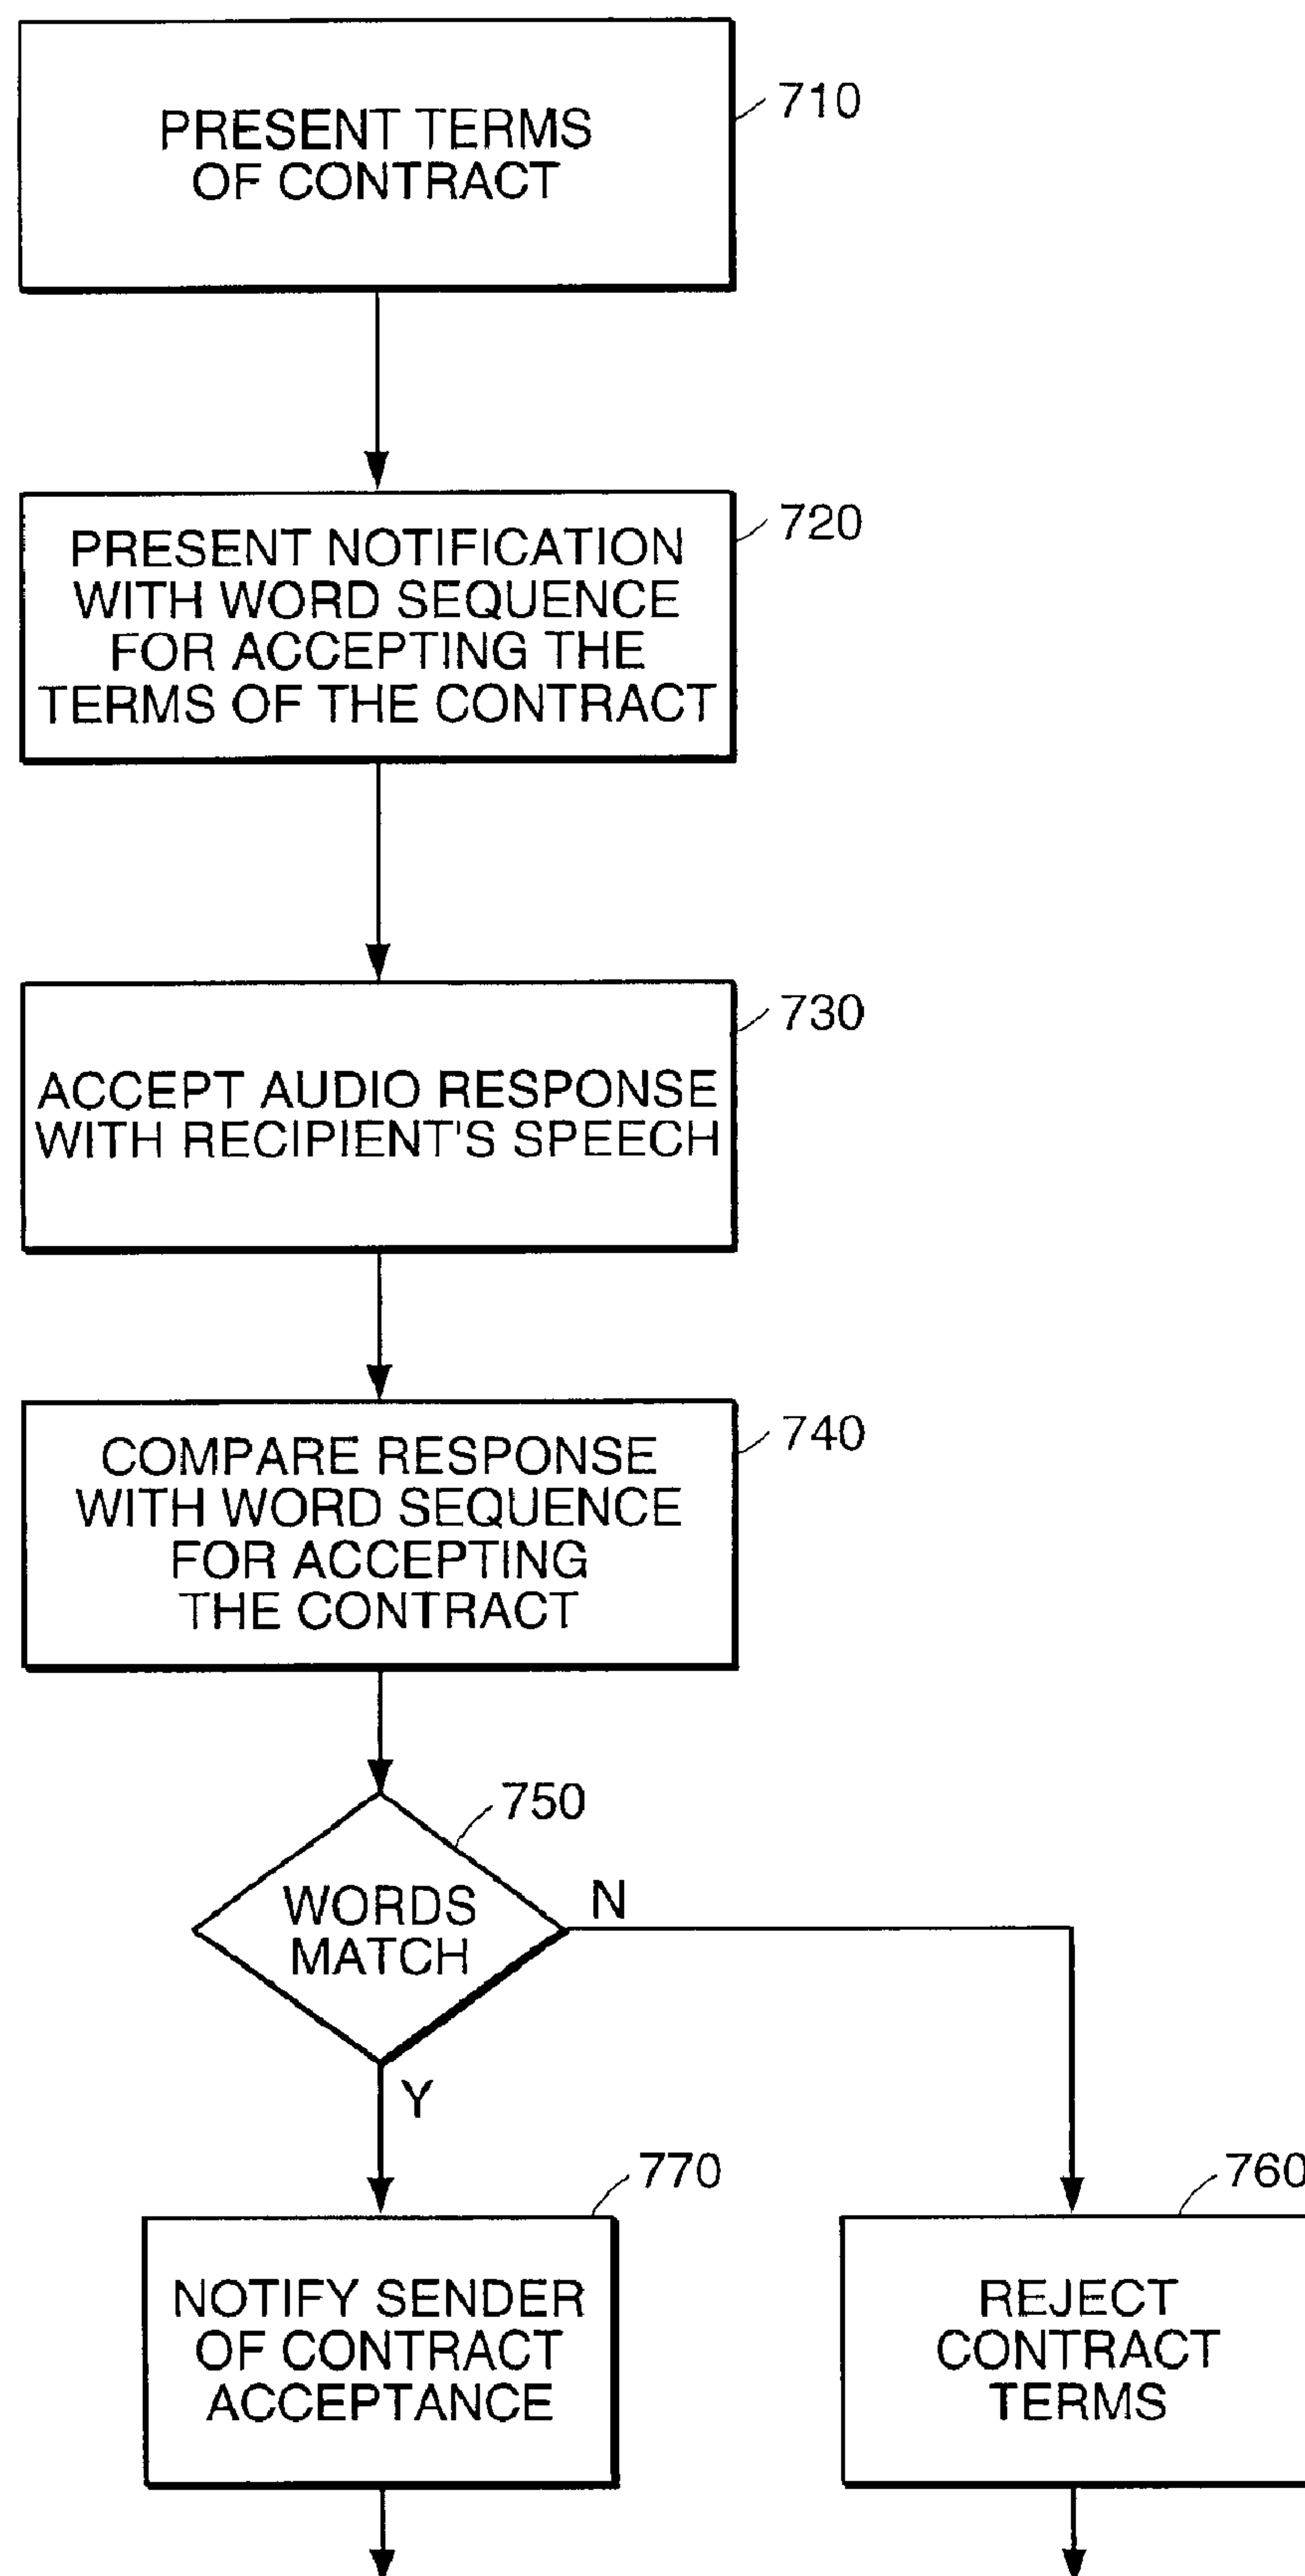 PRESENT TERMS
OF CONTRACT
710
PRESENT NOTIFICATION
WITH WORD SEQUENCE
FOR ACCEPTING THE
TERMS OF THE CONTRACT
720
ACCEPT AUDIO RESPONSE
WITH RECIPIENT'S SPEECH
730
COMPARE RESPONSE
WITH WORD SEQUENCE
FOR ACCEPTING
THE CONTRACT
740
WORDS
MATCH
750
N
Y
NOTIFY SENDER
OF CONTRACT
ACCEPTANCE
770
REJECT
CONTRACT
TERMS
760